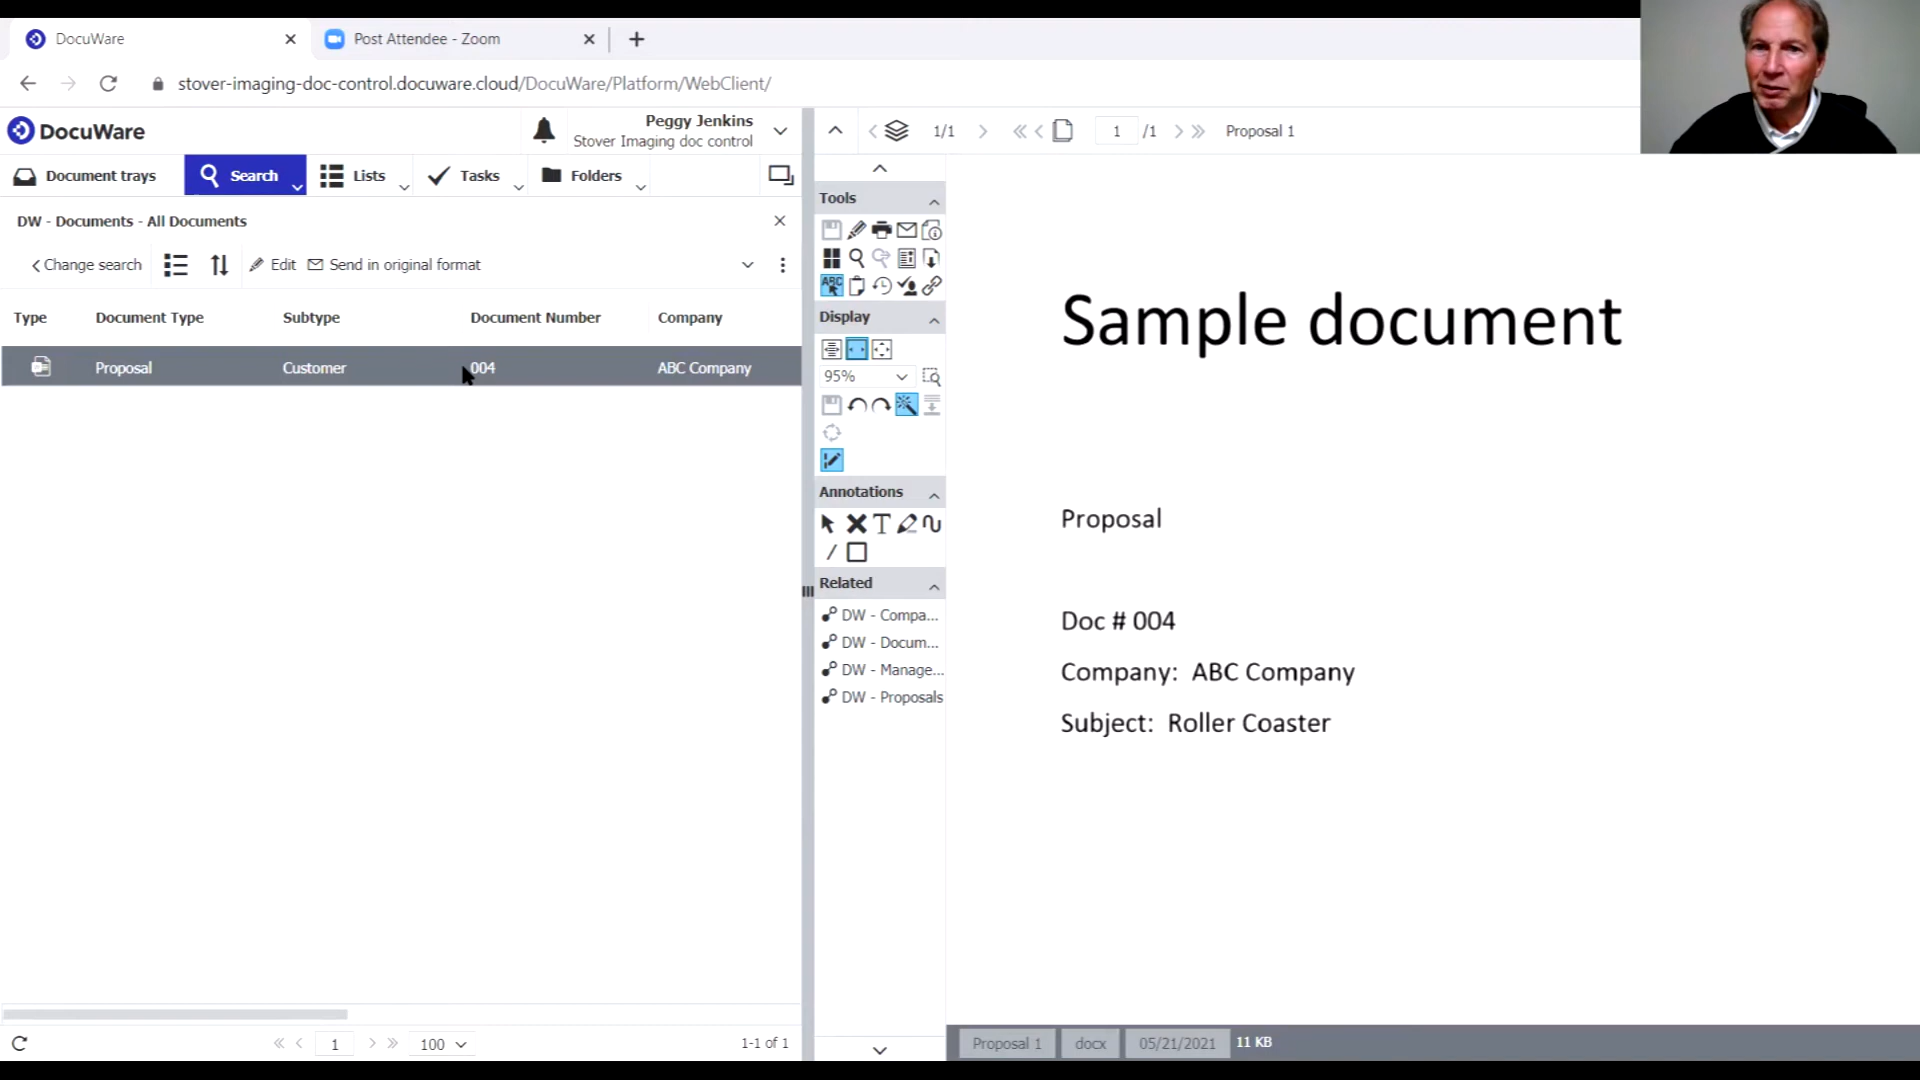 DocuWare
Post Attendee - Zoom
stover-imaging-doc-control.docuware.cloud/DocuWare/Platform/WebClient/
DocuWare
Peggy Jenkins
Stover Imaging doc control
1/1
1 /1
Proposal 1
Document trays
Search
Lists
Tasks
Folders
DW - Documents - All Documents
Change search
Edit
Send in original format
Type Document Type Subtype Document Number Company
Proposal Customer 004 ABC Company
1
100
1-1 of 1
Tools
ABC
Display
95%
Annotations
T
Related
DW - Compa...
DW - Docum...
DW - Manage...
DW - Proposals
Sample document
Proposal
Doc # 004
Company: ABC Company
Subject: Roller Coaster
Proposal 1 docx 05/21/2021 11 KB